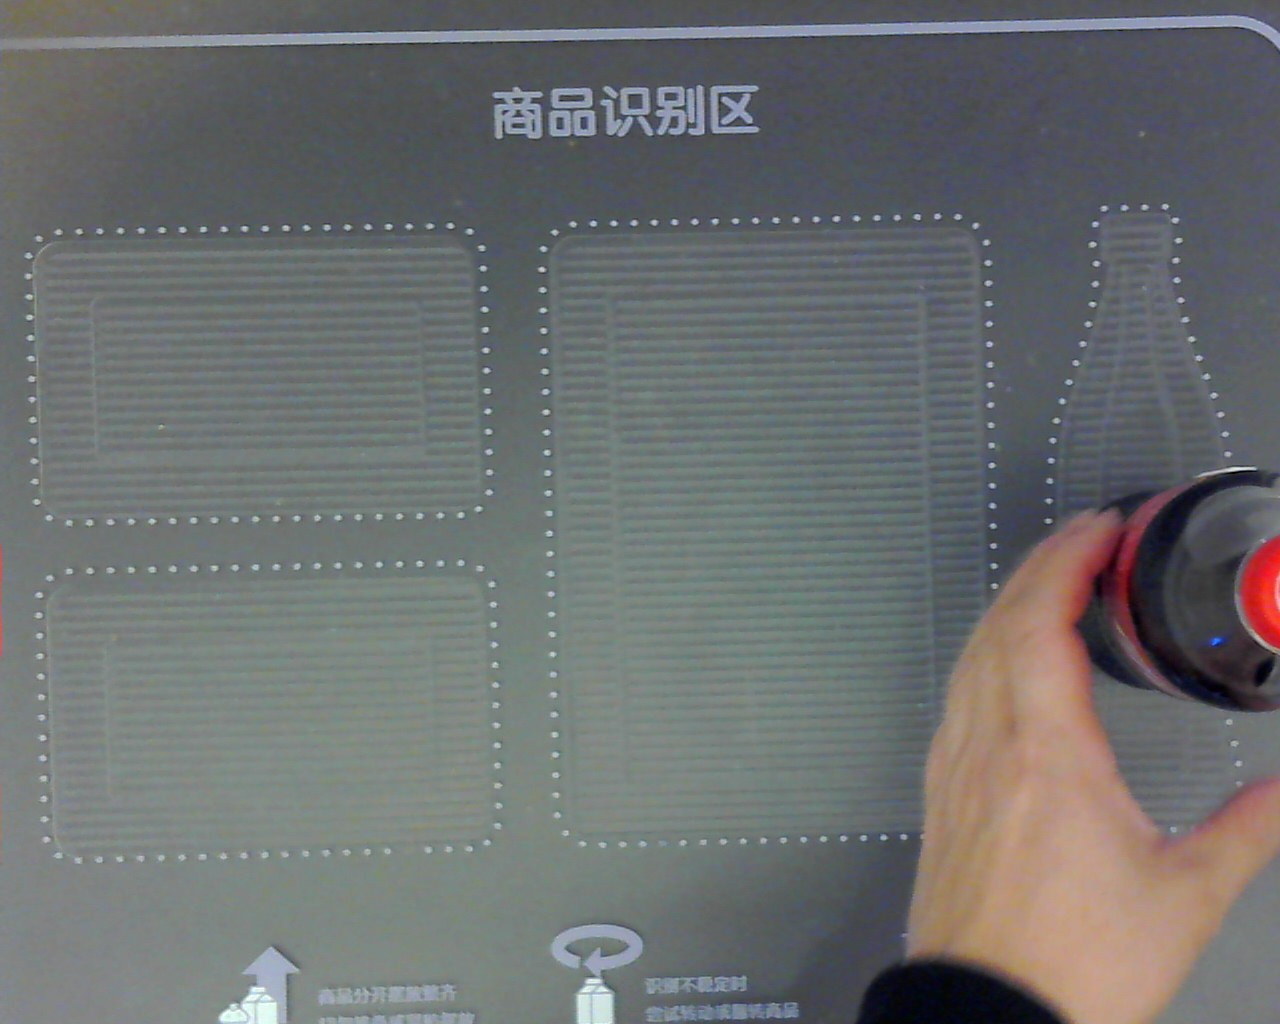 商品识别区
商品分开摆放整齐
识别不稳定时
尝试转动或翻转商品